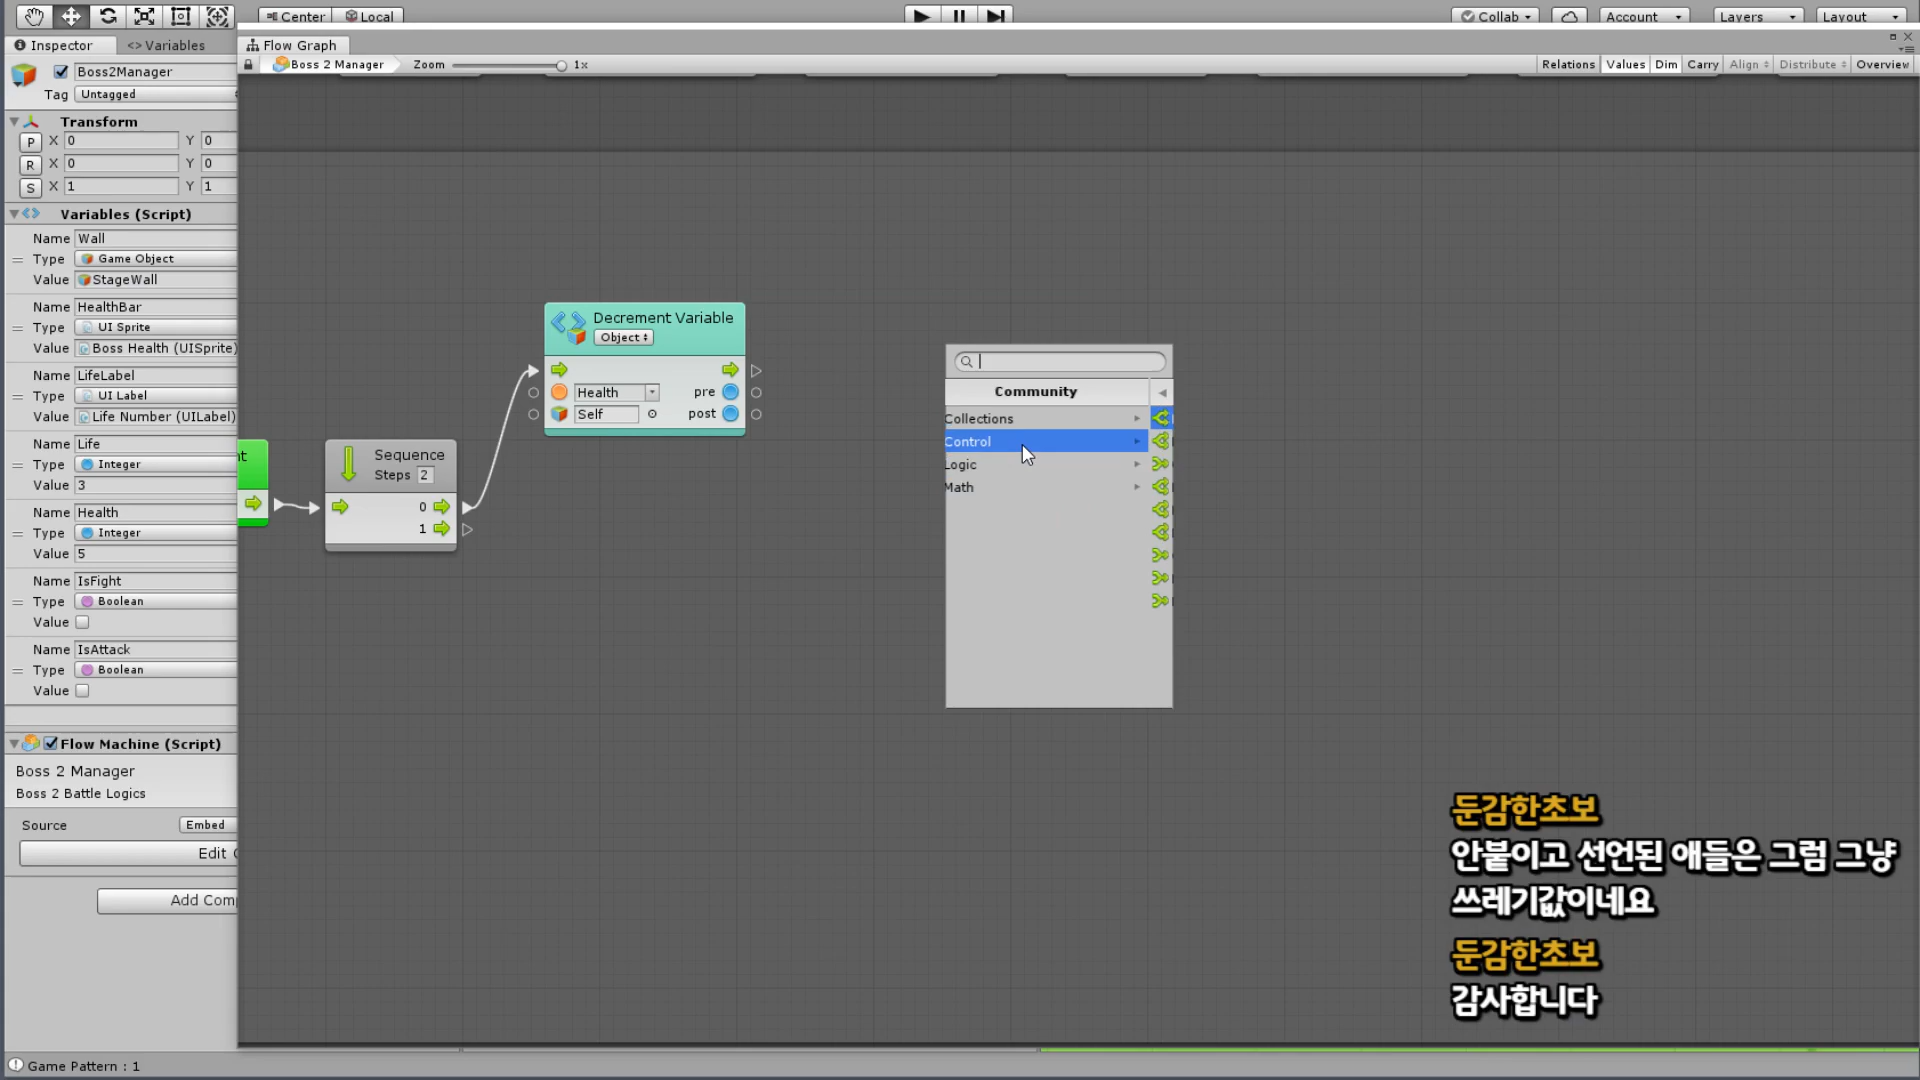 Center
Local
Collab
Account
Layers
Layout
Inspector
<> Variables
Flow Graph
Boss2Manager
Boss 2 Manager
Zoom
1x
Relations
Values
Dim
Carry
Align
Distribute
Overview
Tag
Untagged
Transform
P X 0 Y 0
R X 0 Y 0
S X 1 Y 1
Variables (Script)
Name Wall
Type Game Object
Value StageWall
Name HealthBar
Type UI Sprite
Value Boss Health (UISprite)
Name LifeLabel
Type UI Label
Value Life Number (UILabel)
Name Life
Type Integer
Value 3
Name Health
Type Integer
Value 5
Name IsFight
Type Boolean
Value
Name IsAttack
Type Boolean
Value
Flow Machine (Script)
Boss 2 Manager
Boss 2 Battle Logics
Source Embed
Edit
Add Com
Game Pattern : 1
Sequence
Steps 2
0
1
Decrement Variable
Object
Health pre
Self post
Community
Collections
Control
Logic
Math
둔감한초보
안붙이고 선언된 애들은 그럼 그냥
쓰레기값이네요
둔감한초보
감사합니다